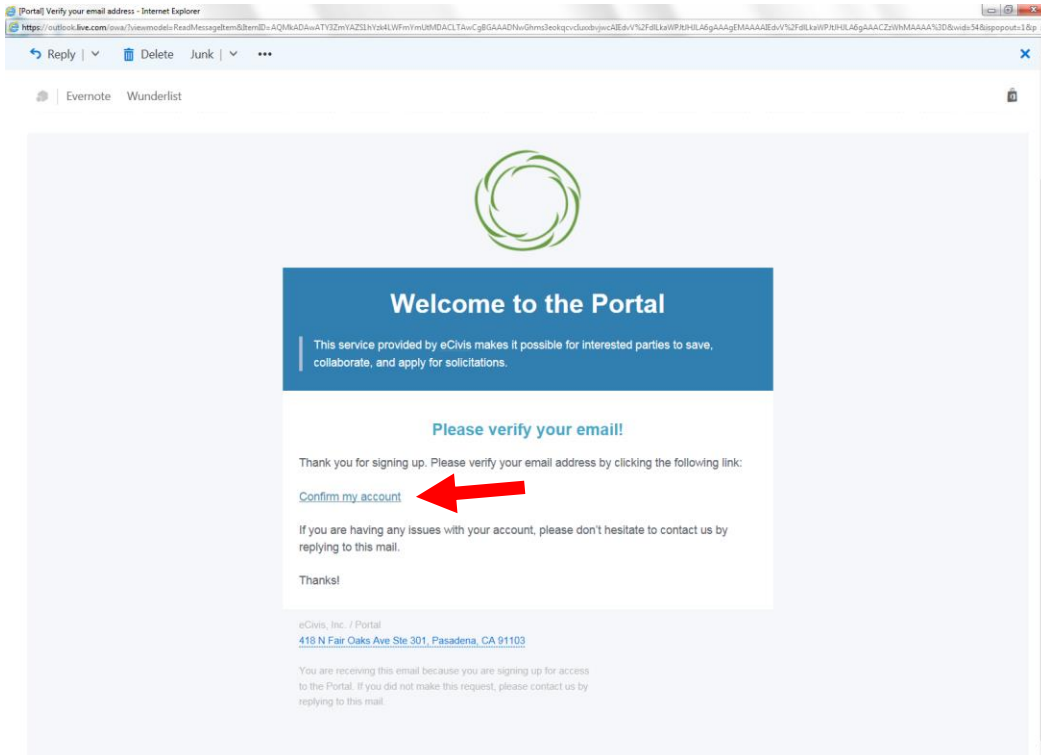 [Portal] Verify your email address - Internet Explorer
Reply
Delete
Junk
Evernote
Wunderlist
Welcome to the Portal
This service provided by eCivis makes it possible for interested parties to save,
collaborate, and apply for solicitations.
Please verify your email!
Thank you for signing up. Please verify your email address by clicking the following link:
Confirm my account
If you are having any issues with your account, please don't hesitate to contact us by
replying to this mail.
Thanks!
eCivis, Inc. / Portal
418 N Fair Oaks Ave Ste 301, Pasadena, CA 91103
You are receiving this email because you are signing up for access
to the Portal. If you did not make this request, please contact us by
replying to this mail.